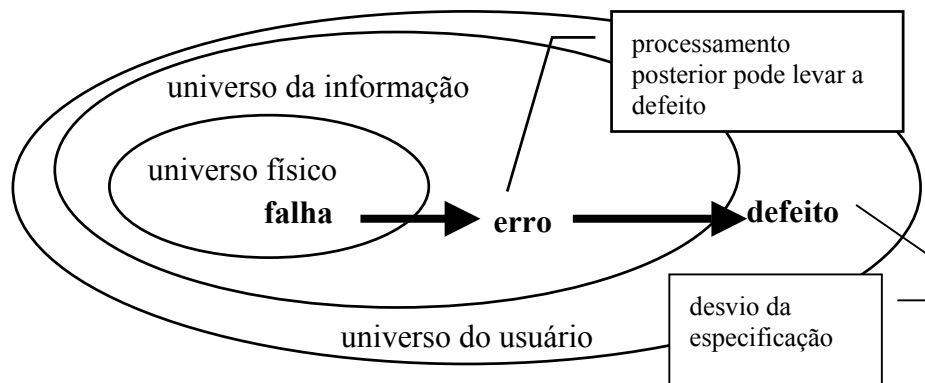 processamento
posterior pode levar a
defeito
universo da informação
universo físico
falha
erro
defeito
desvio da
especificação
universo do usuário